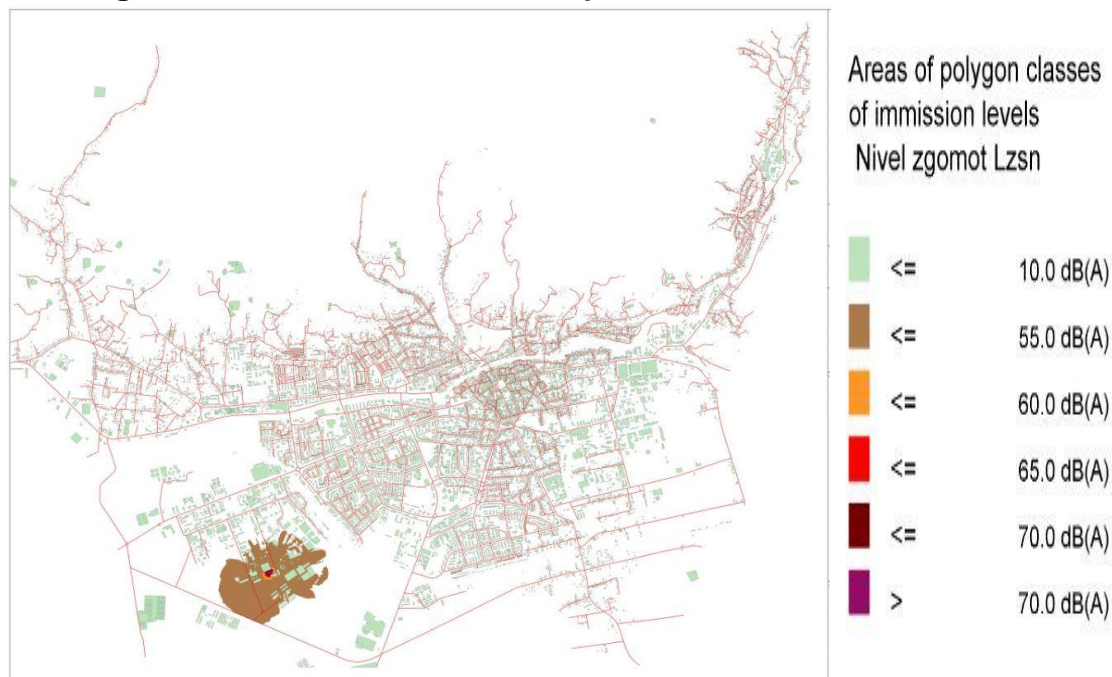 Areas of polygon classes
of immission levels
Nivel zgomot Lzsn
<= 10.0 dB(A)
<= 55.0 dB(A)
<= 60.0 dB(A)
<= 65.0 dB(A)
<= 70.0 dB(A)
> 70.0 dB(A)